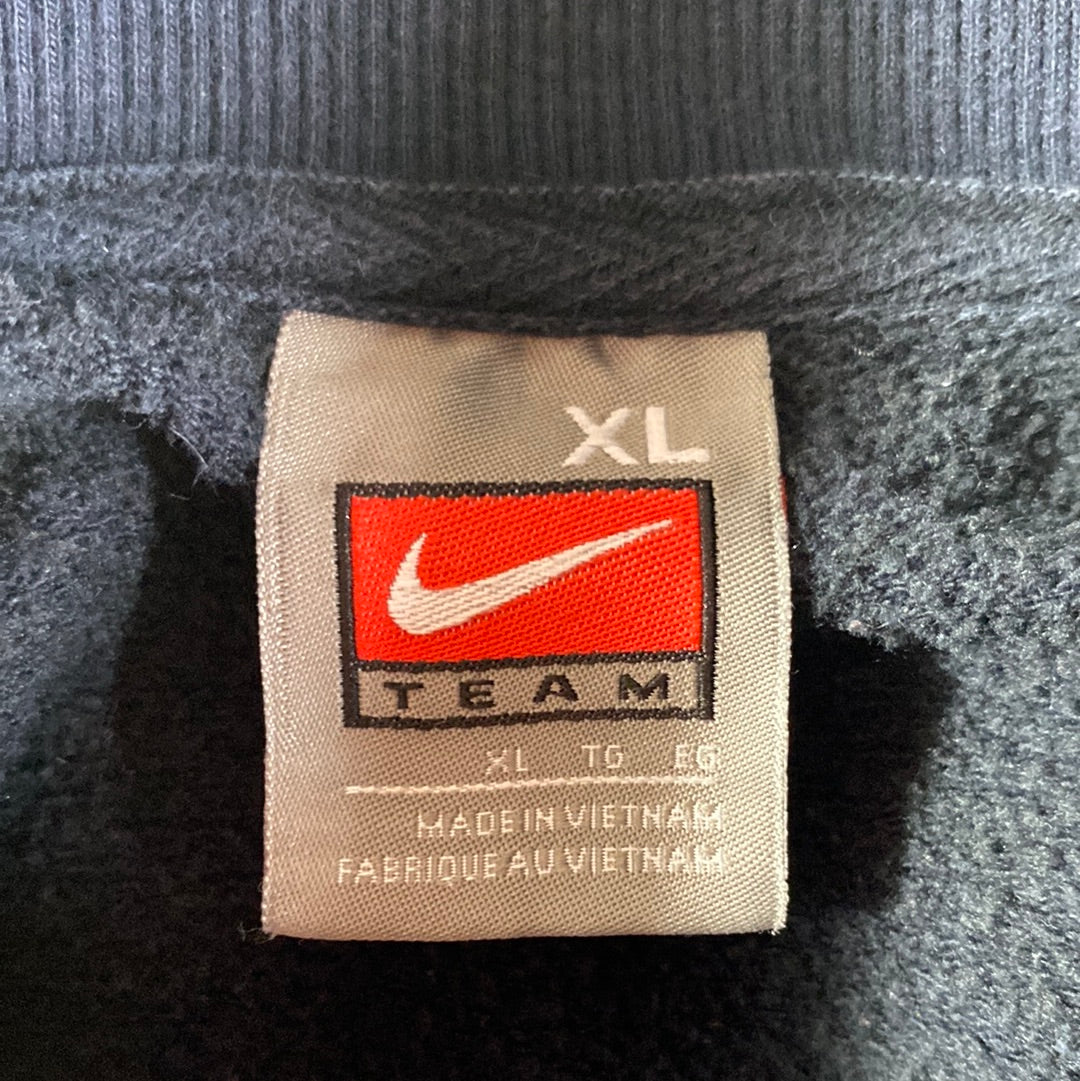 XL
TEAM
XL TG EG
MADE IN VIETNAM
FABRIQUE AU VIETNAM